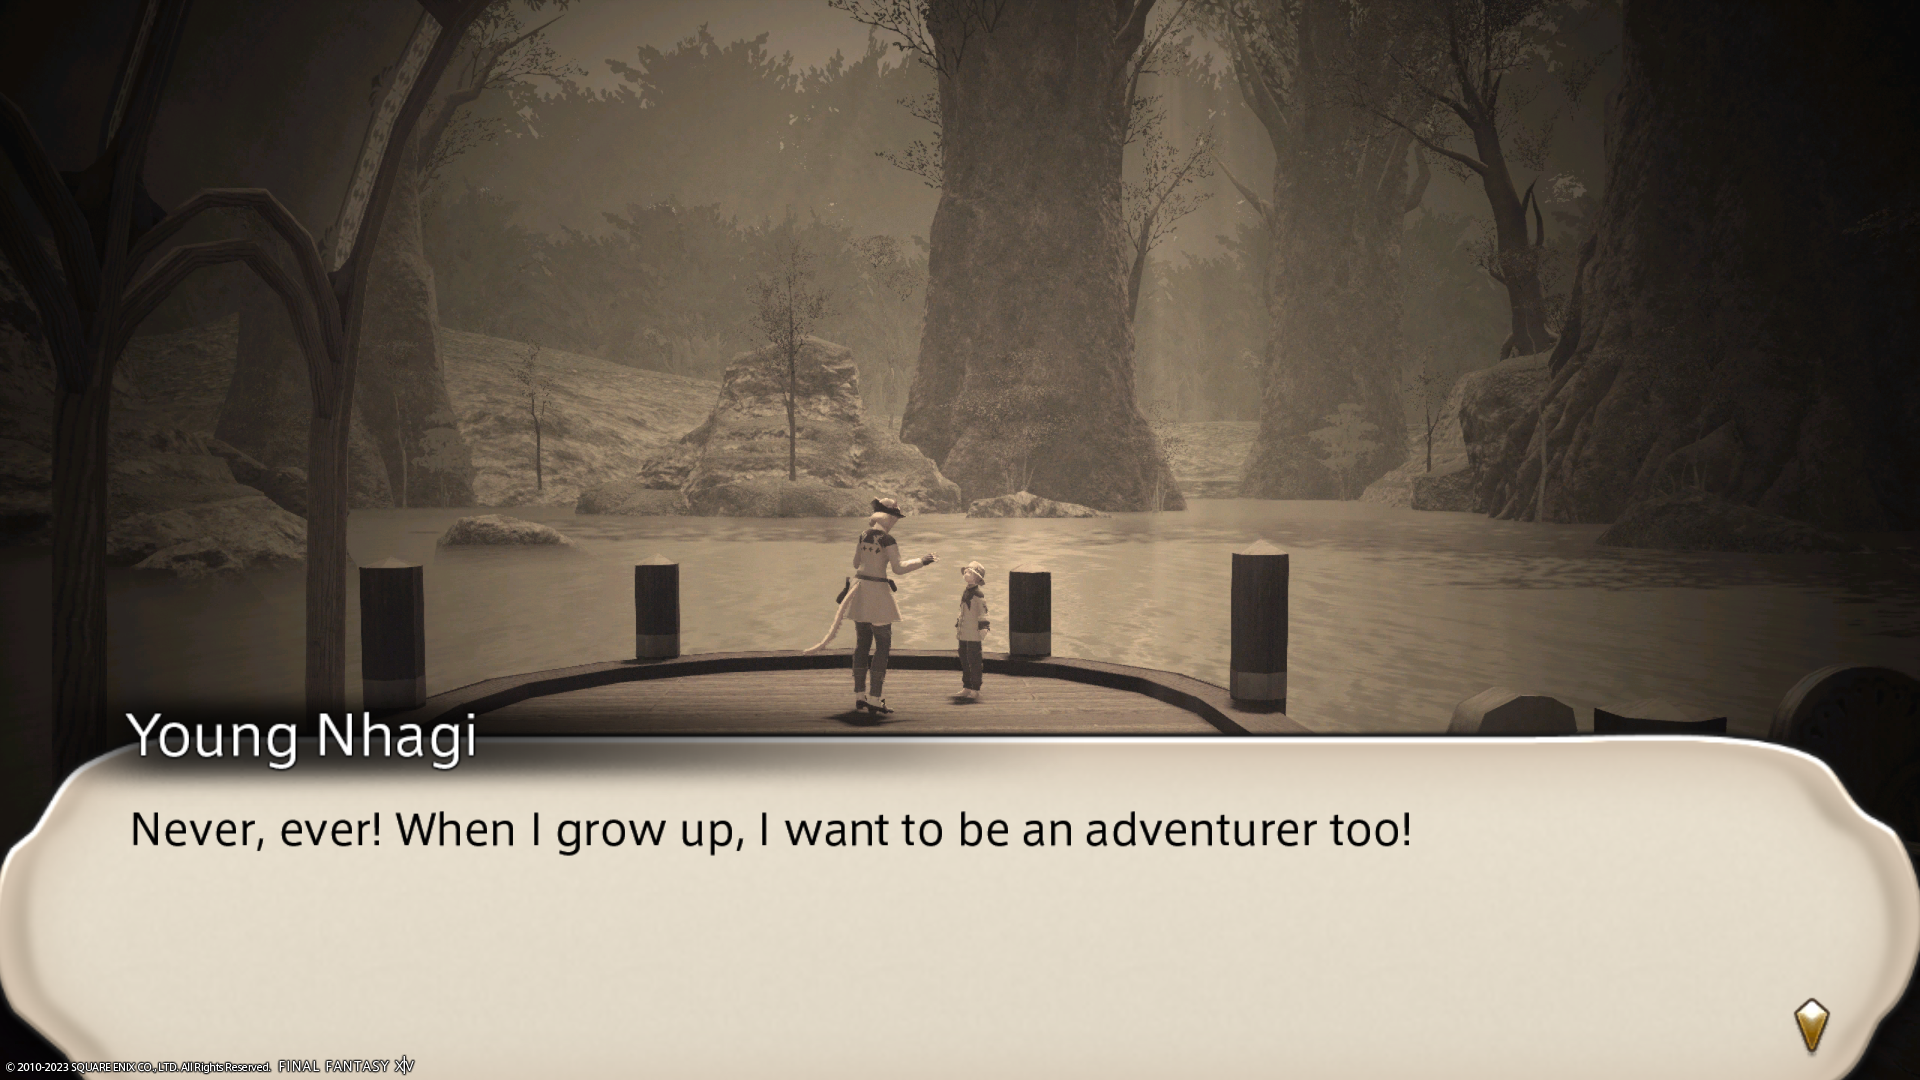 Young Nhagi
Never, ever! When I grow up, I want to be an adventurer too!
© 2010-2023 SQUARE ENIX CO., LTD. All Rights Reserved. FINAL FANTASY XIV